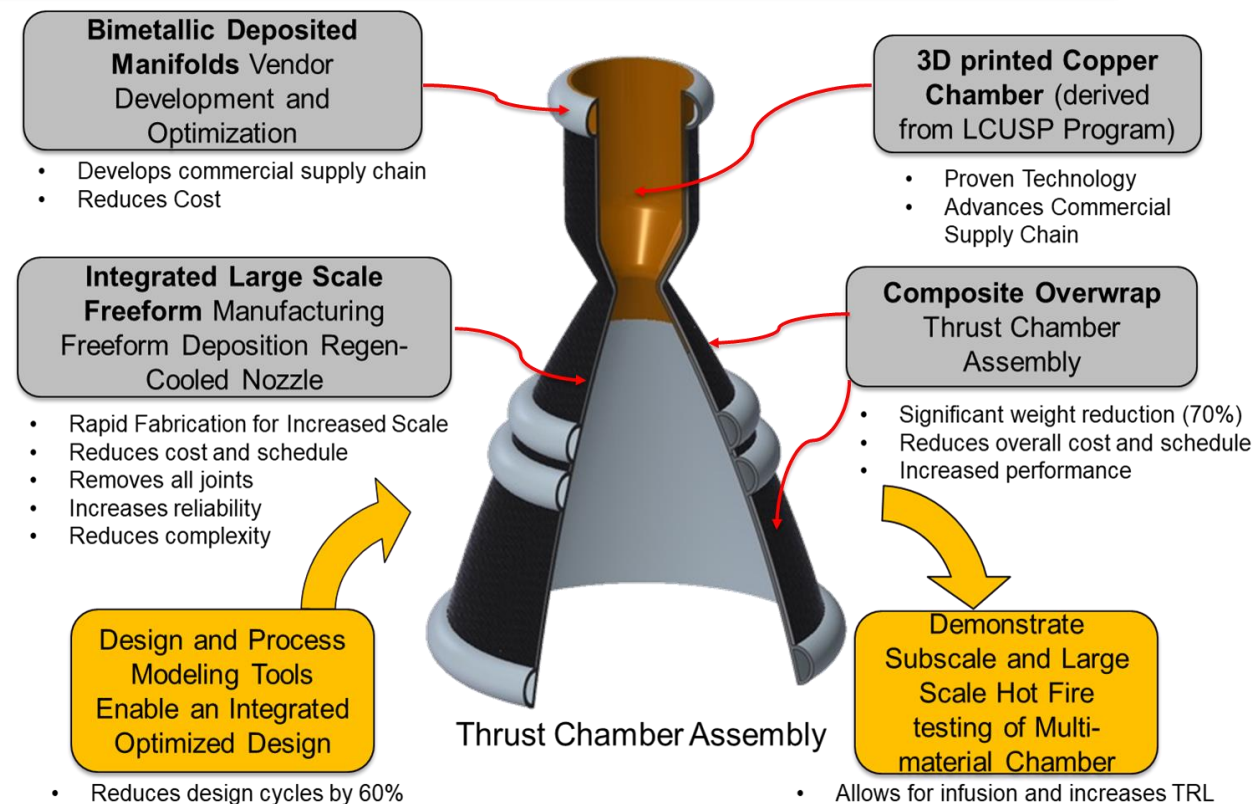 Bimetallic Deposited
Manifolds Vendor
Development and
Optimization
• Develops commercial supply chain
• Reduces Cost
Integrated Large Scale
Freeform Manufacturing
Freeform Deposition Regen-
Cooled Nozzle
• Rapid Fabrication for Increased Scale
• Reduces cost and schedule
• Removes all joints
• Increases reliability
• Reduces complexity
Design and Process
Modeling Tools
Enable an Integrated
Optimized Design
• Reduces design cycles by 60%
Thrust Chamber Assembly
3D printed Copper
Chamber (derived
from LCUSP Program)
• Proven Technology
• Advances Commercial
Supply Chain
Composite Overwrap
Thrust Chamber
Assembly
• Significant weight reduction (70%)
• Reduces overall cost and schedule
• Increased performance
Demonstrate
Subscale and Large
Scale Hot Fire
testing of Multi-
material Chamber
• Allows for infusion and increases TRL